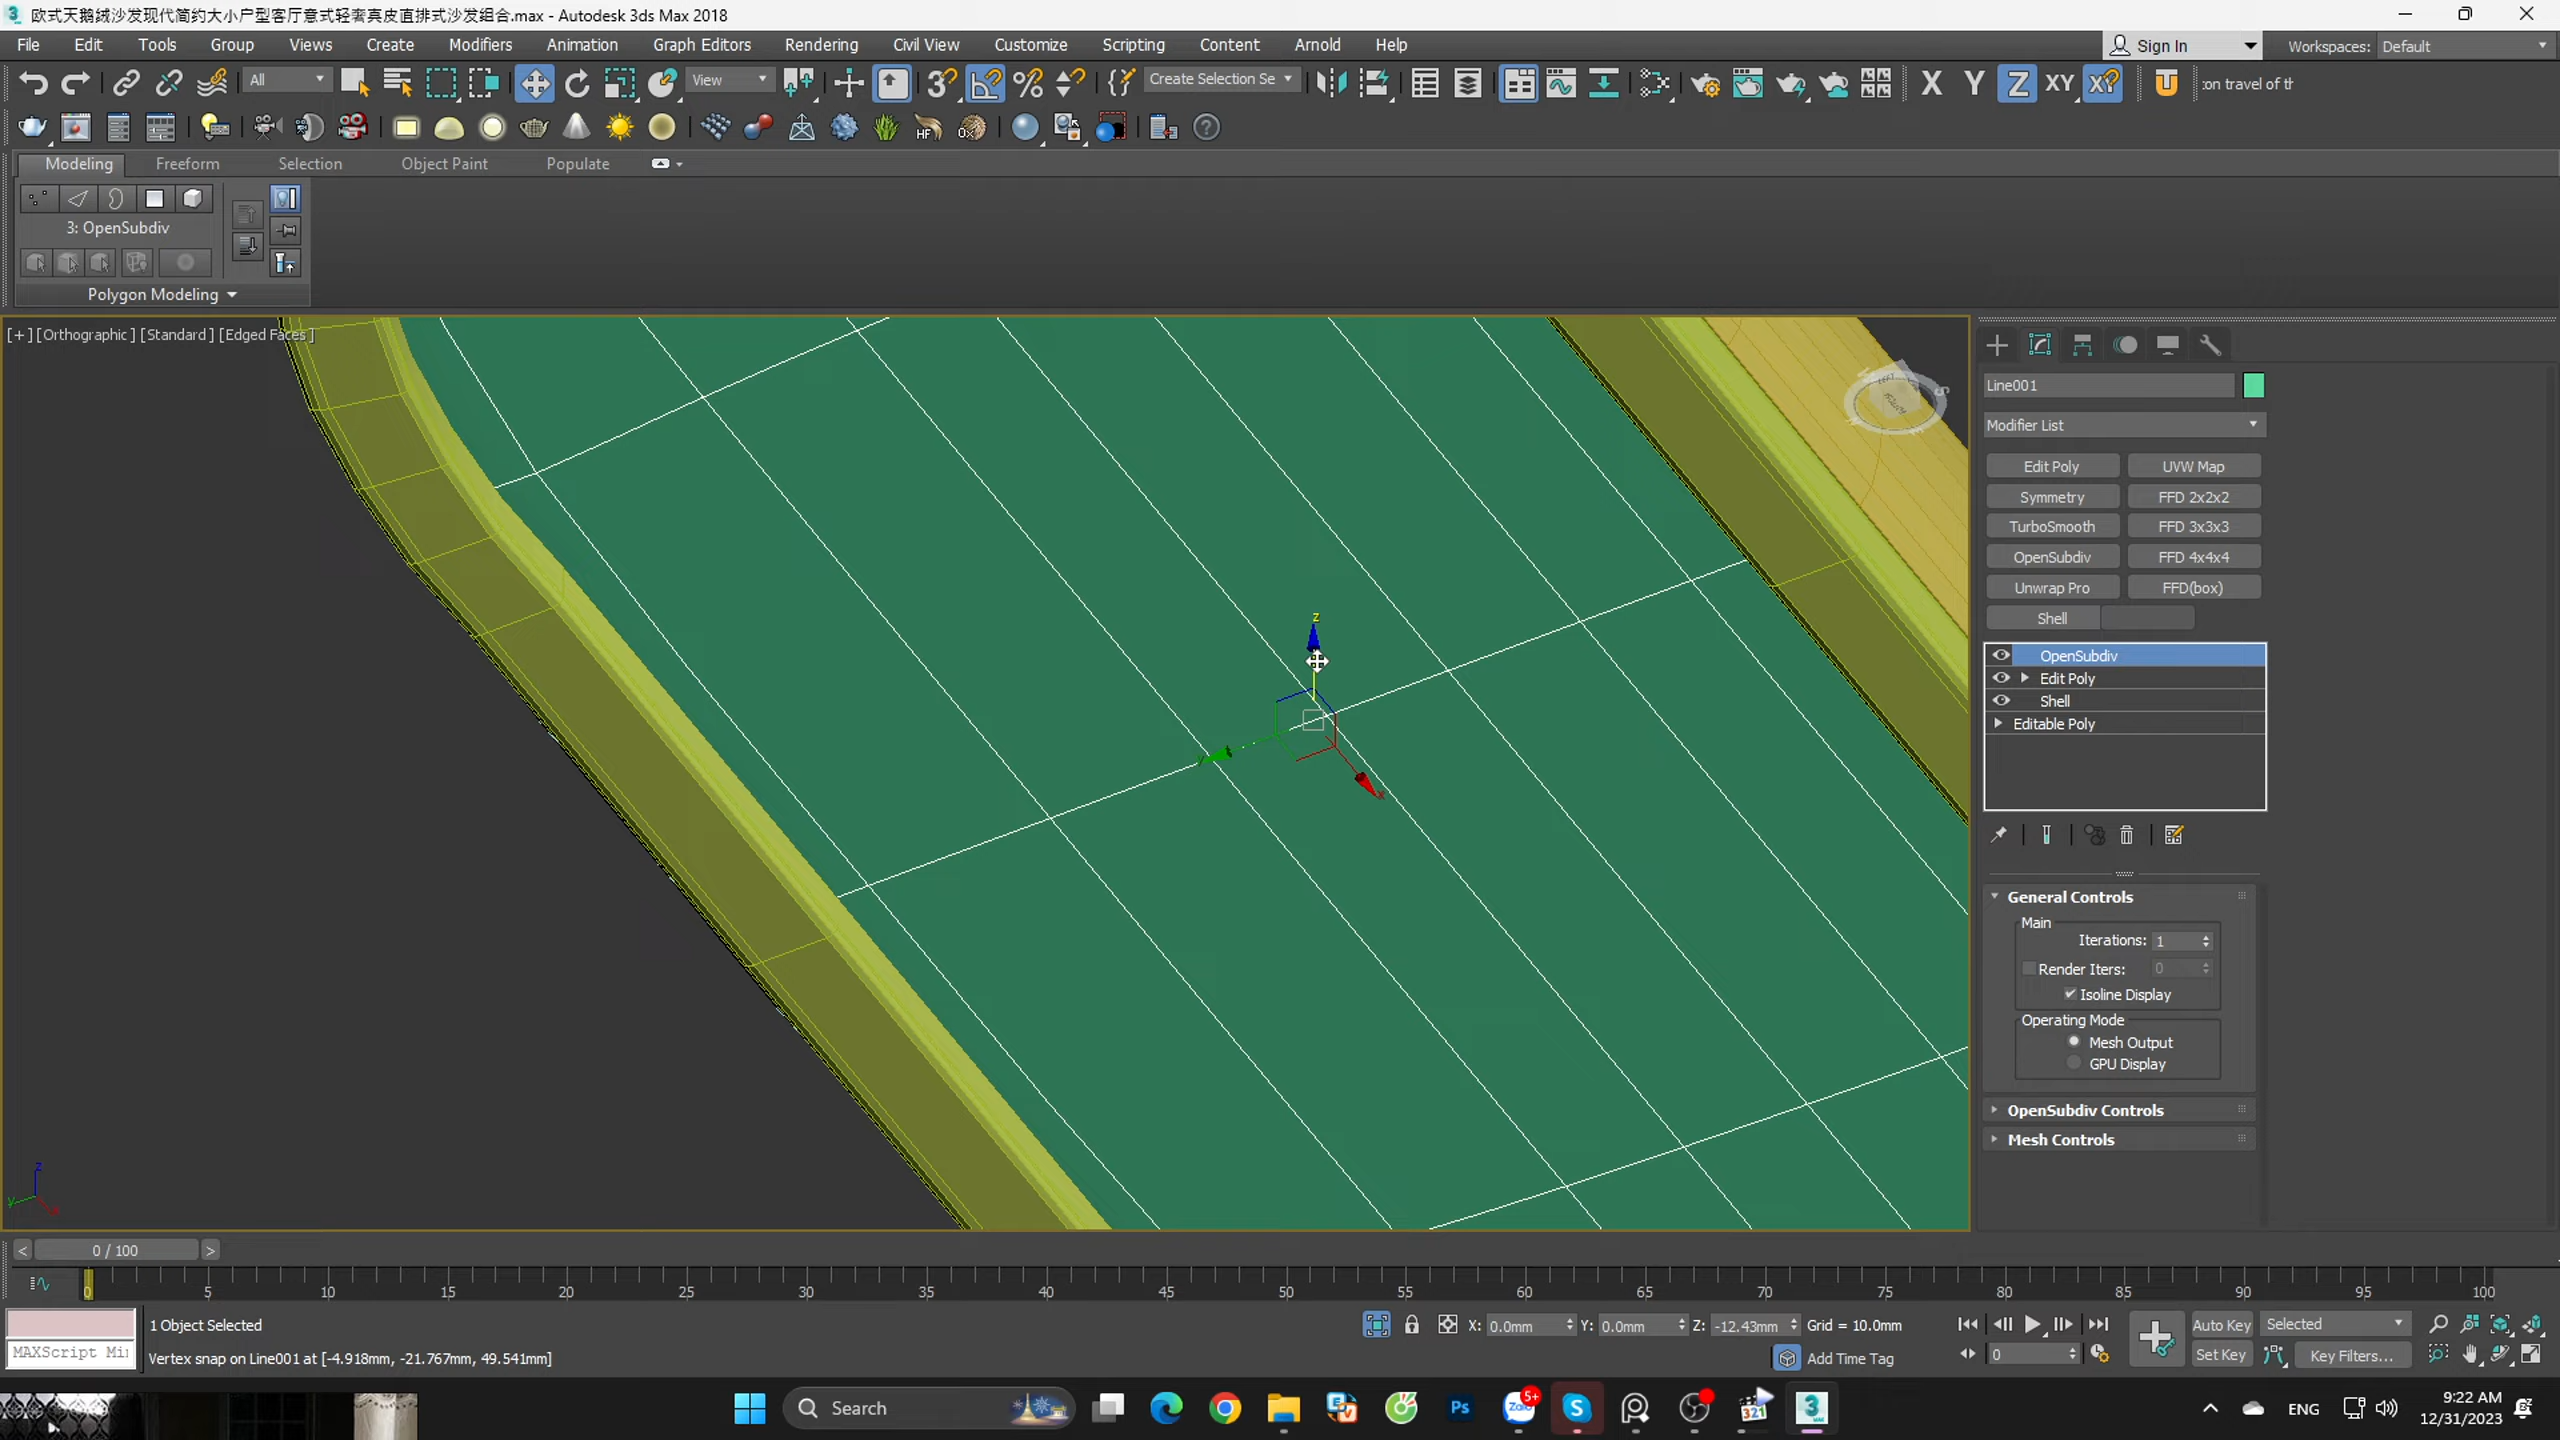 欧式天鹅绒沙发现代简约大小户型客厅意式轻奢真皮直排式沙发组合.max - Autodesk 3ds Max 2018
File Edit Tools Group Views Create Modifiers Animation Graph Editors Rendering Civil View Customize Scripting Content Arnold Help
Sign In Workspaces: Default
All View Create Selection Se X Y Z XY on travel of th
Modeling Freeform Selection Object Paint Populate
3: OpenSubdiv
Polygon Modeling
[+] [Orthographic] [Standard] [Edged Faces]
z
y
x
Line001
Modifier List
Edit Poly UVW Map
Symmetry FFD 2x2x2
TurboSmooth FFD 3x3x3
OpenSubdiv FFD 4x4x4
Unwrap Pro FFD(box)
Shell
OpenSubdiv
Edit Poly
Shell
Editable Poly
General Controls
Main
Iterations: 1
Render Iters: 0
Isoline Display
Operating Mode
Mesh Output
GPU Display
OpenSubdiv Controls
Mesh Controls
< 0 / 100 >
0 5 10 15 20 25 30 35 40 45 50 55 60 65 70 75 80 85 90 95 100
1 Object Selected X: 0.0mm Y: 0.0mm Z: -12.43mm Grid = 10.0mm Auto Key Selected
MAXScript Mi Vertex snap on Line001 at [-4.918mm, -21.767mm, 49.541mm] Add Time Tag 0 Set Key Key Filters...
Search ENG 9:22 AM
12/31/2023